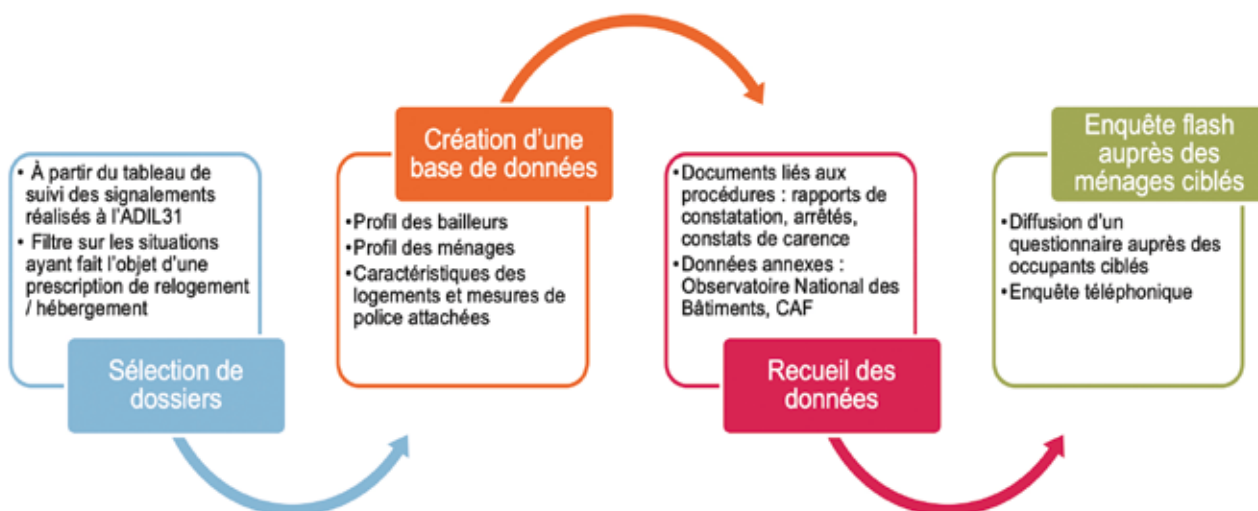 • À partir du tableau de
suivi des signalements
réalisés à l'ADIL31
• Filtre sur les situations
ayant fait l'objet d'une
prescription de relogement
/ hébergement
Sélection de
dossiers
Création d'une
base de données
•Profil des bailleurs
•Profil des ménages
•Caractéristiques des
logements et mesures de
police attachées
•Documents liés aux
procédures : rapports de
constatation, arrêtés,
constats de carence
•Données annexes :
Observatoire National des
Bâtiments, CAF
Recueil des
données
Enquête flash
auprès des
ménages ciblés
•Diffusion d'un
questionnaire auprès des
occupants ciblés
•Enquête téléphonique